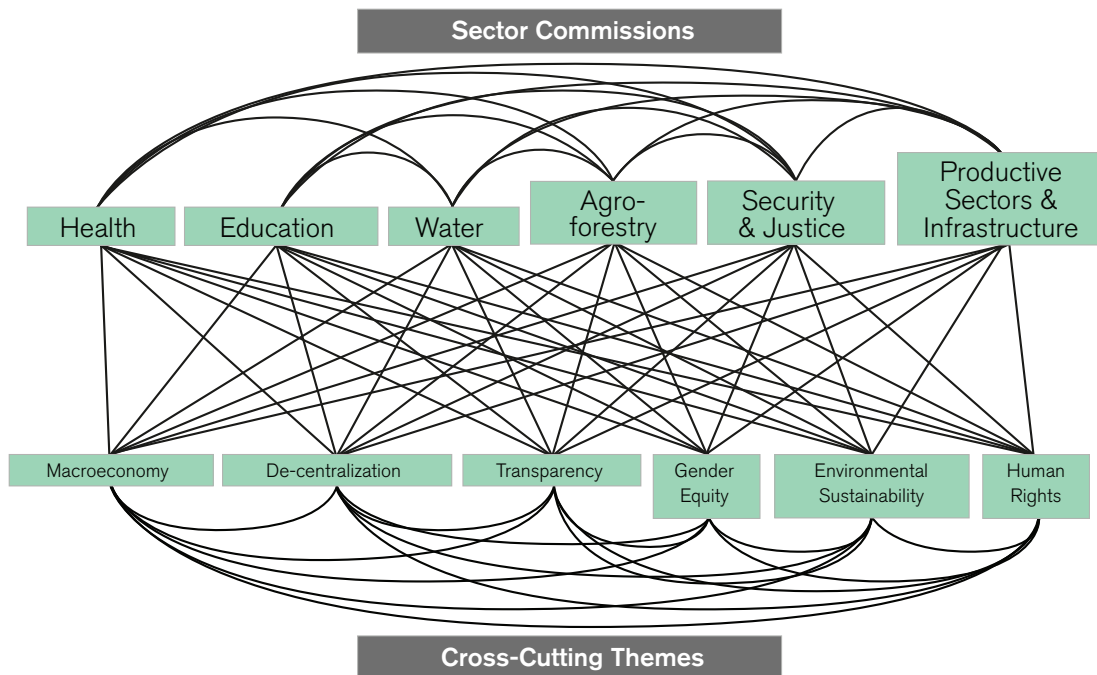 Sector Commissions
Health
Education
Water
Agro-
forestry
Security
& Justice
Productive
Sectors &
Infrastructure
Macroeconomy
De-centralization
Transparency
Gender
Equity
Environmental
Sustainability
Human
Rights
Cross-Cutting Themes